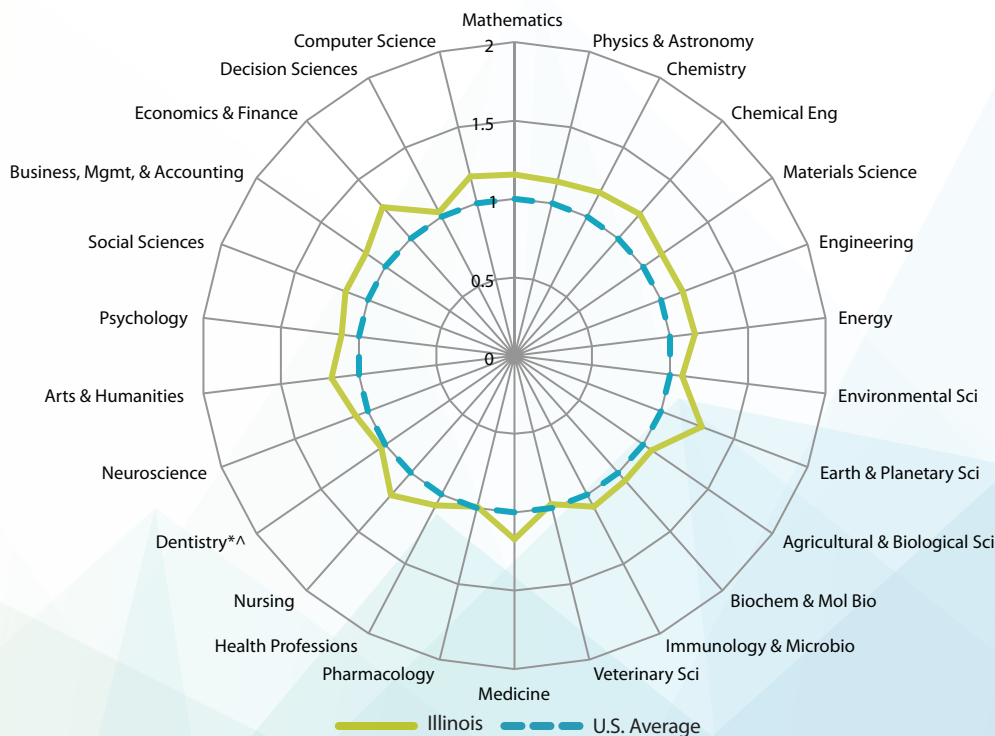 Mathematics
Computer Science
Physics & Astronomy
2
Decision Sciences
Chemistry
Economics & Finance
Chemical Eng
1.5
Business, Mgmt, & Accounting
Materials Science
1
Social Sciences
Engineering
0.5
Psychology
Energy
0
Arts & Humanities
Environmental Sci
Neuroscience
Earth & Planetary Sci
Dentistry*^
Agricultural & Biological Sci
Nursing
Biochem & Mol Bio
Health Professions
Immunology & Microbio
Pharmacology
Veterinary Sci
Medicine
Illinois
U.S. Average